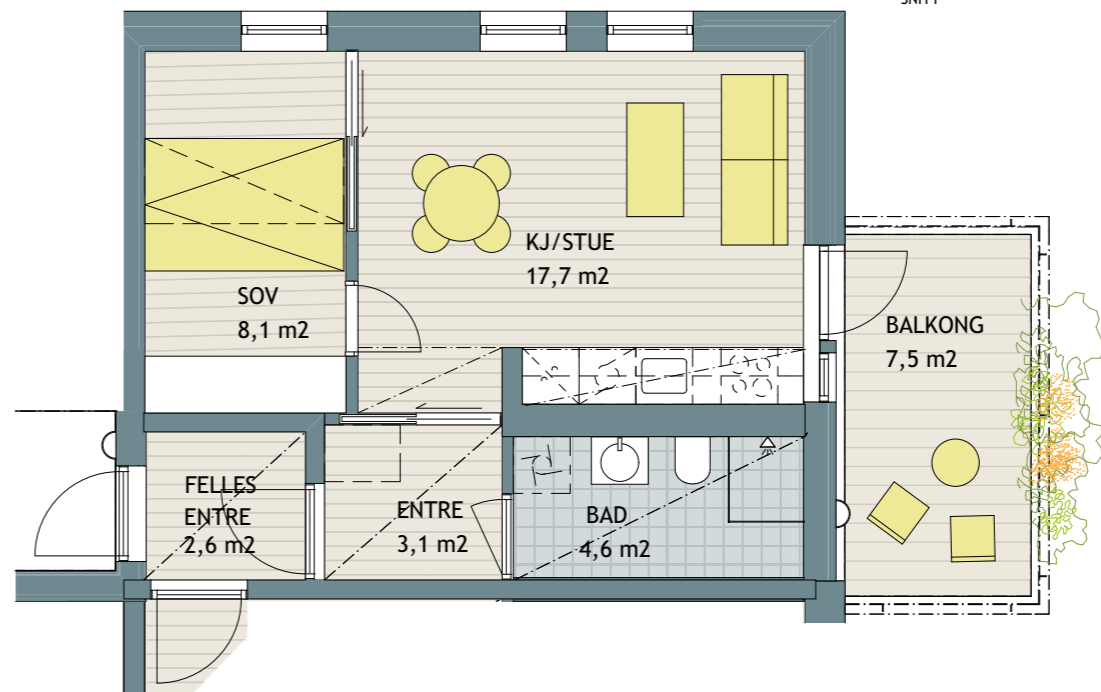 SNITT
KJ/STUE
17,7 m2
SOV
8,1 m2
BALKONG
7,5 m2
FELLES
ENTRE
2,6 m2
ENTRE
3,1 m2
BAD
4,6 m2